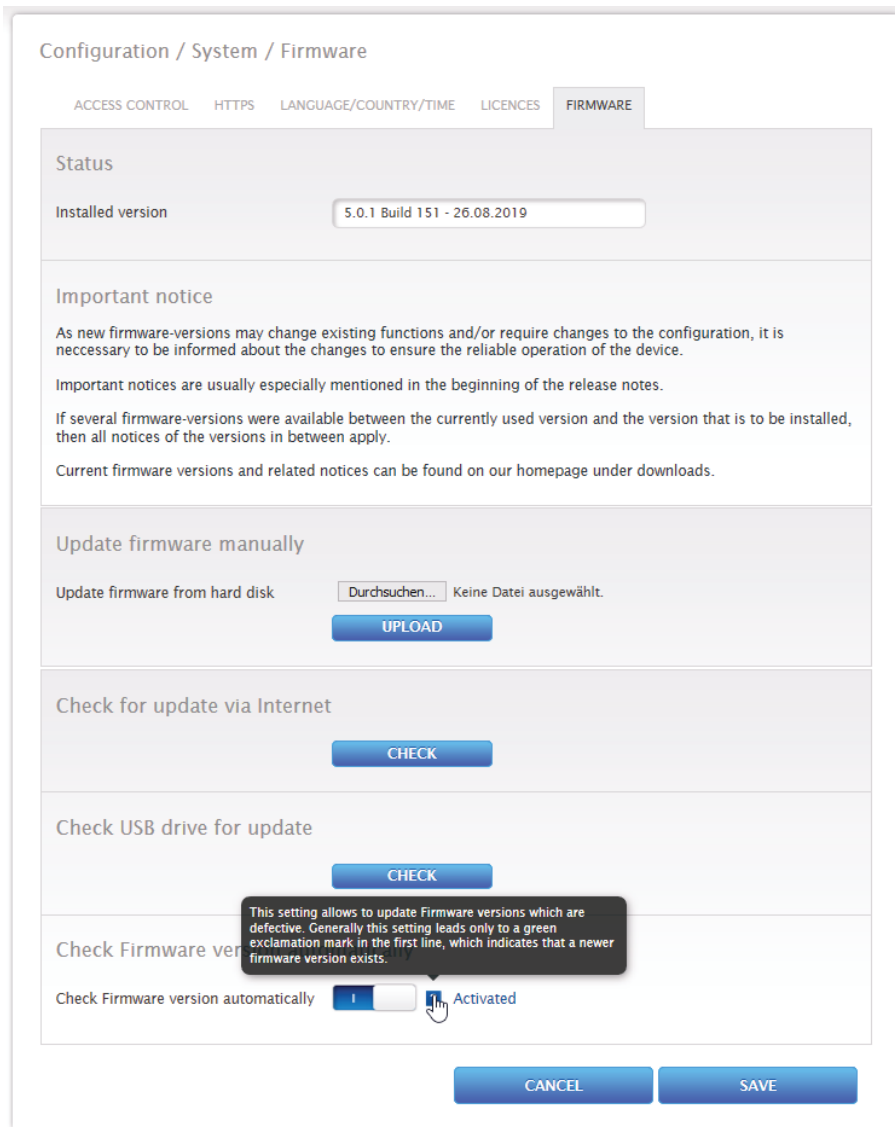 Configuration / System / Firmware
ACCESS CONTROL HTTPS LANGUAGE/COUNTRY/TIME LICENCES FIRMWARE
Status
Installed version 5.0.1 Build 151 - 26.08.2019
Important notice
As new firmware-versions may change existing functions and/or require changes to the configuration, it is
neccessary to be informed about the changes to ensure the reliable operation of the device.
Important notices are usually especially mentioned in the beginning of the release notes.
If several firmware-versions were available between the currently used version and the version that is to be installed,
then all notices of the versions in between apply.
Current firmware versions and related notices can be found on our homepage under downloads.
Update firmware manually
Update firmware from hard disk Durchsuchen... Keine Datei ausgewählt.
UPLOAD
Check for update via Internet
CHECK
Check USB drive for update
CHECK
This setting allows to update Firmware versions which are
defective. Generally this setting leads only to a green
exclamation mark in the first line, which indicates that a newer
firmware version exists.
Check Firmware version automatically
Check Firmware version automatically I Activated
CANCEL SAVE